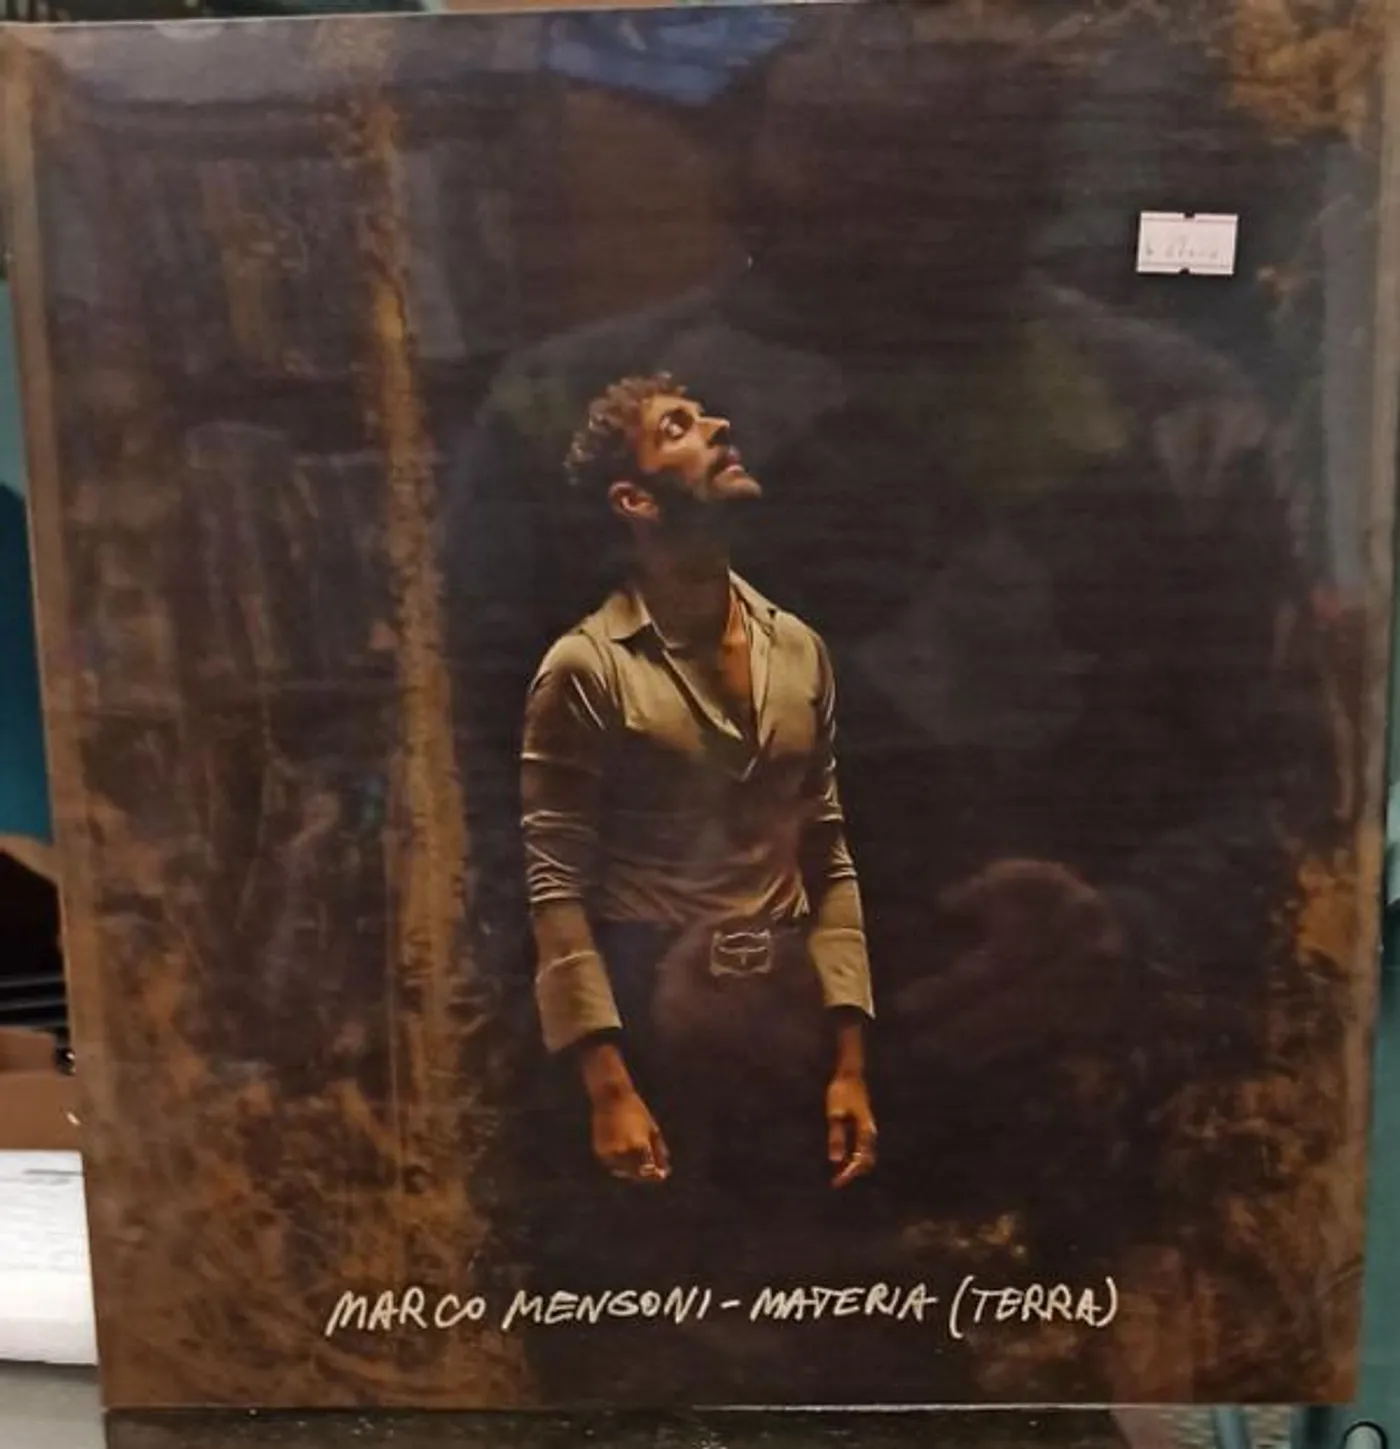 MARCO MENGONI - MATERIA (TERRA)